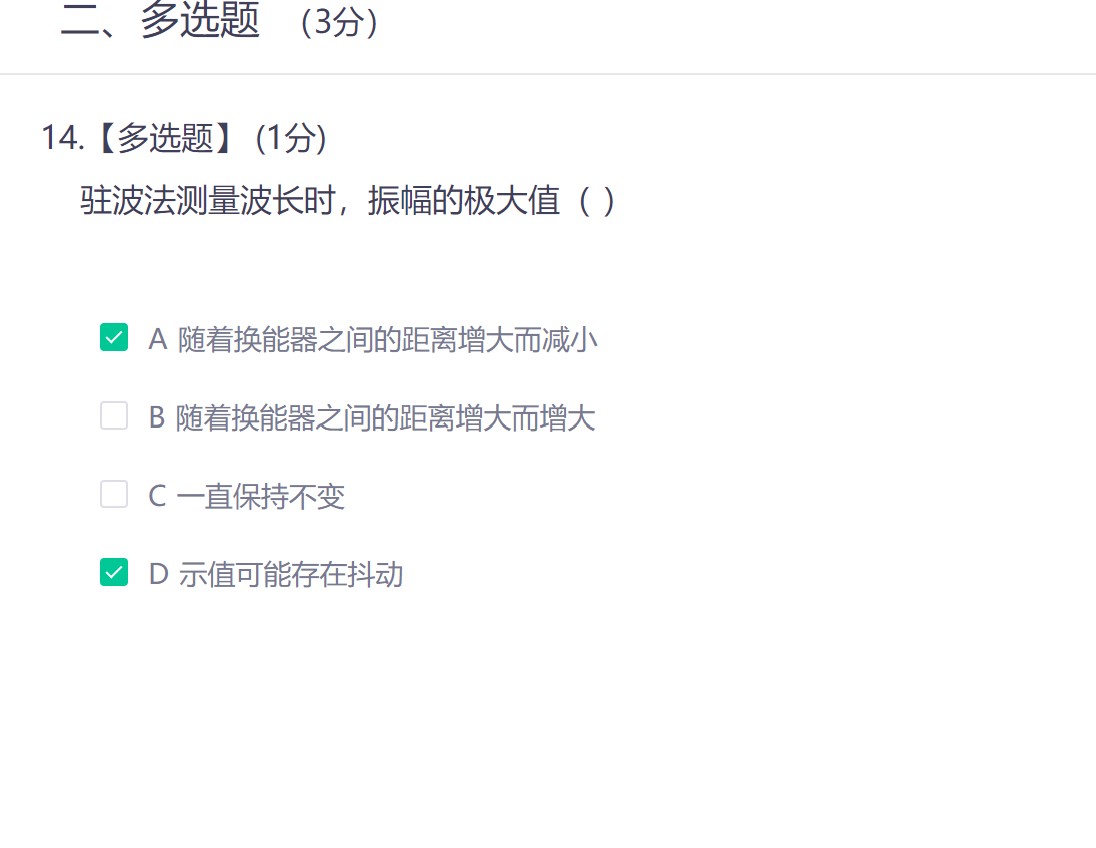 二、多选题 （3分）
14.【多选题】 (1分)
驻波法测量波长时，振幅的极大值（ ）
A 随着换能器之间的距离增大而减小
B 随着换能器之间的距离增大而增大
C 一直保持不变
D 示值可能存在抖动